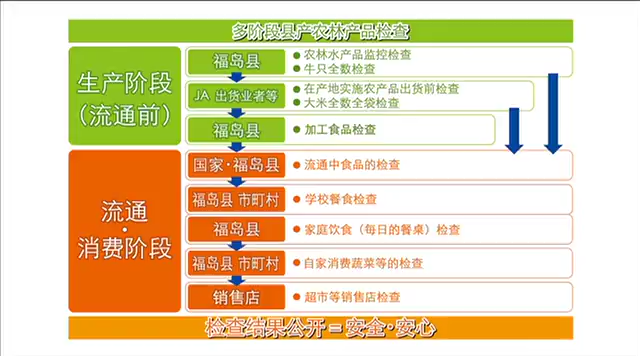 多阶段县产农林产品检查
生产阶段
（流通前）
福岛县
● 农林水产品监控检查
● 牛只全数检查
JA 出货业者等
● 在产地实施农产品出货前检查
● 大米全数全袋检查
福岛县
● 加工食品检查
流通
·
消费阶段
国家·福岛县
● 流通中食品的检查
福岛县 市町村
● 学校餐食检查
福岛县
● 家庭饮食（每日的餐桌）检查
福岛县 市町村
● 自家消费蔬菜等的检查
销售店
● 超市等销售店检查
检查结果公开＝安全·安心